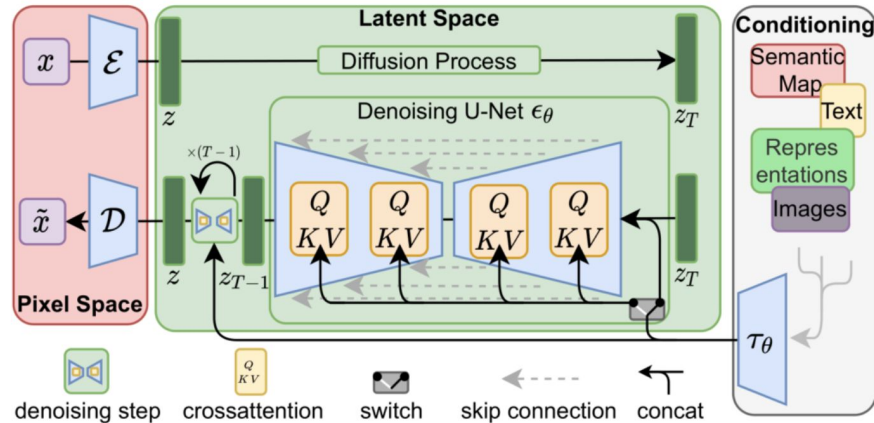 Latent Space
Conditioning
x
ℰ
Diffusion Process
Semantic
Map
z
z_T
Text
Denoising U-Net ϵ_θ
Repres
entations
×(T−1)
Images
x̃
𝒟
Q
KV
Q
KV
Q
KV
Q
KV
z
z_{T−1}
z_T
Pixel Space
τ_θ
Q
KV
denoising step
crossattention
switch
skip connection
concat